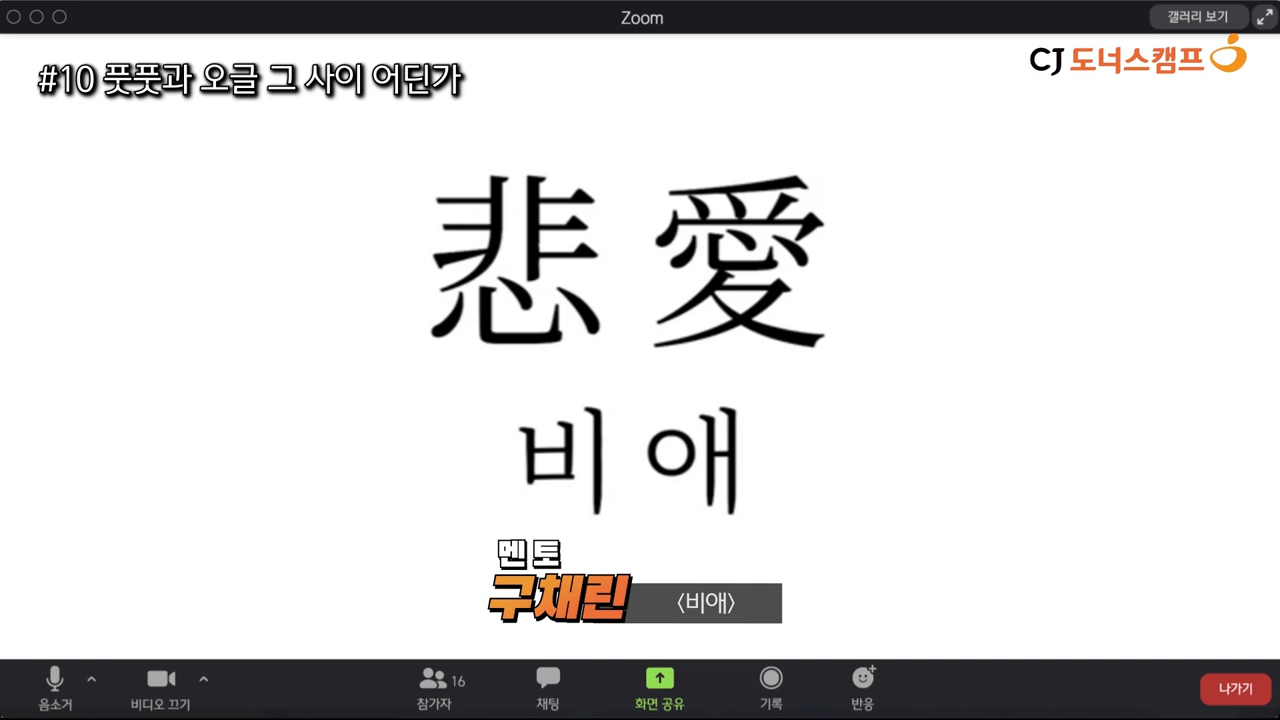 Zoom
갤러리 보기
CJ 도너스캠프
#10 풋풋과 오글 그 사이 어딘가
悲愛
비애
멘토
구채린
〈비애〉
음소거
비디오 끄기
16
참가자
채팅
화면 공유
기록
반응
나가기